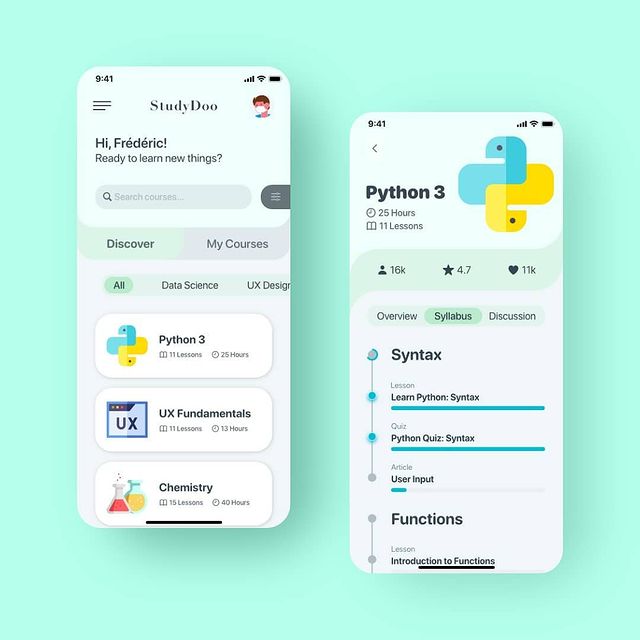 9:41
StudyDoo
Hi, Frédéric!
Ready to learn new things?
Search courses...
Discover
My Courses
All
Data Science
UX Design
Python 3
11 Lessons
25 Hours
UX
UX Fundamentals
11 Lessons
13 Hours
Chemistry
15 Lessons
40 Hours
9:41
Python 3
25 Hours
11 Lessons
16k
4.7
11k
Overview
Syllabus
Discussion
Syntax
Lesson
Learn Python: Syntax
Quiz
Python Quiz: Syntax
Article
User Input
Functions
Lesson
Introduction to Functions